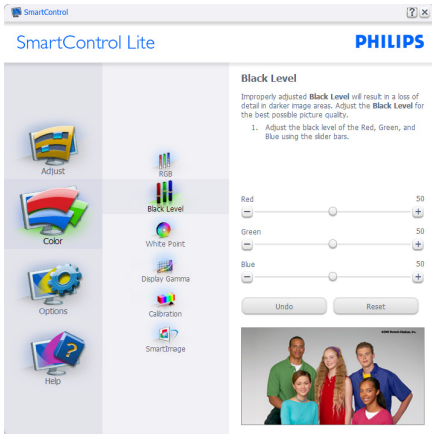 SmartControl
SmartControl Lite
PHILIPS
Adjust
Color
Options
Help
RGB
Black Level
White Point
Display Gamma
Calibration
SmartImage
Black Level
Improperly adjusted Black Level will result in a loss of
detail in darker image areas. Adjust the Black Level for
the best possible picture quality.
1. Adjust the black level of the Red, Green, and
Blue using the slider bars.
Red 50
Green 50
Blue 50
Undo Reset